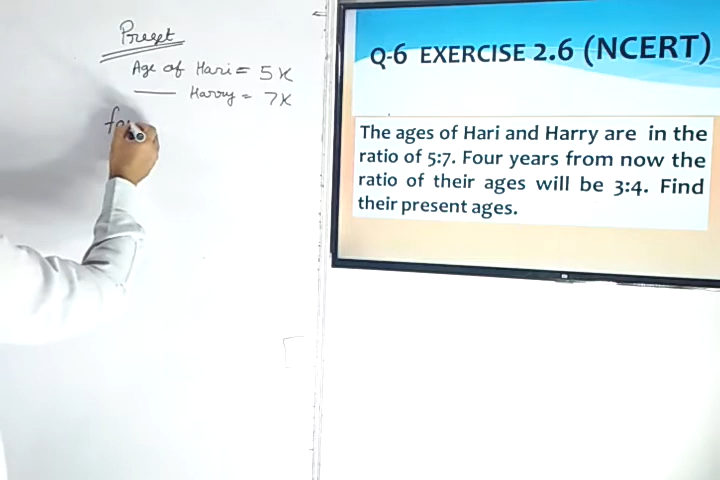 Preset
Age of Hari = 5x
— Harry = 7x
fo
Q-6 EXERCISE 2.6 (NCERT)
The ages of Hari and Harry are in the
ratio of 5:7. Four years from now the
ratio of their ages will be 3:4. Find
their present ages.